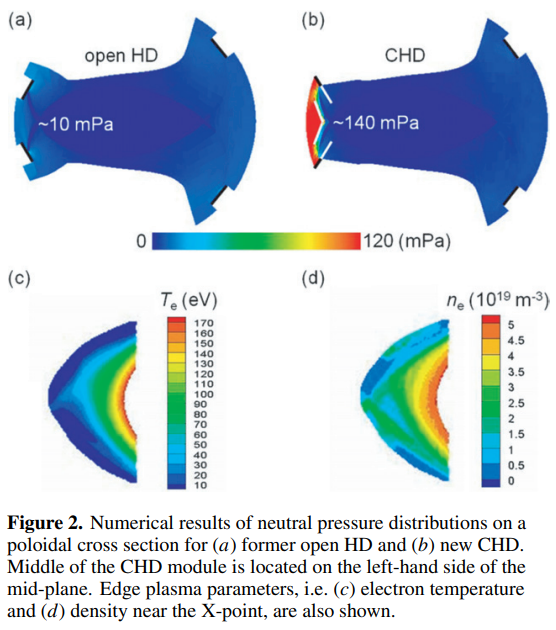 (a)
open HD
~10 mPa
(b)
CHD
~140 mPa
0
120 (mPa)
(c)
Te (eV)
170
160
150
140
130
120
110
100
90
80
70
60
50
40
30
20
10
(d)
ne (10¹⁹ m⁻³)
5
4.5
4
3.5
3
2.5
2
1.5
1
0.5
0
Figure 2. Numerical results of neutral pressure distributions on a
poloidal cross section for (a) former open HD and (b) new CHD.
Middle of the CHD module is located on the left-hand side of the
mid-plane. Edge plasma parameters, i.e. (c) electron temperature
and (d) density near the X-point, are also shown.